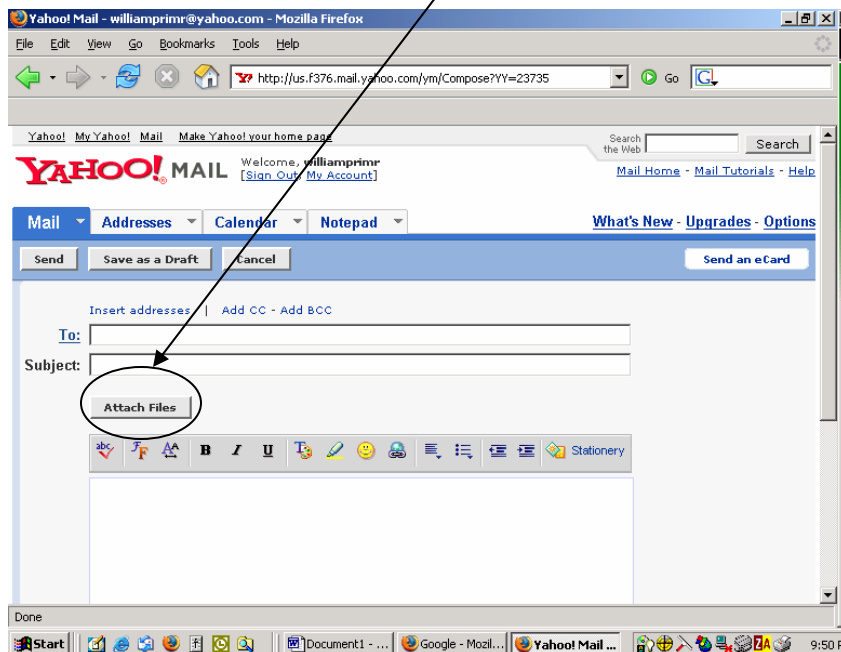 Yahoo! Mail - williamprimr@yahoo.com - Mozilla Firefox
File Edit View Go Bookmarks Tools Help
http://us.f376.mail.yahoo.com/ym/Compose?YY=23735 Go G
Yahoo! My Yahoo! Mail Make Yahoo! your home page
Search the Web Search
YAHOO! MAIL Welcome, williamprimr
[Sign Out, My Account]
Mail Home - Mail Tutorials - Help
Mail Addresses Calendar Notepad What's New - Upgrades - Options
Send Save as a Draft Cancel Send an eCard
Insert addresses | Add CC - Add BCC
To:
Subject:
Attach Files
abc B I U Stationery
Done
Start Document1 - ... Google - Mozil... Yahoo! Mail ... 9:50